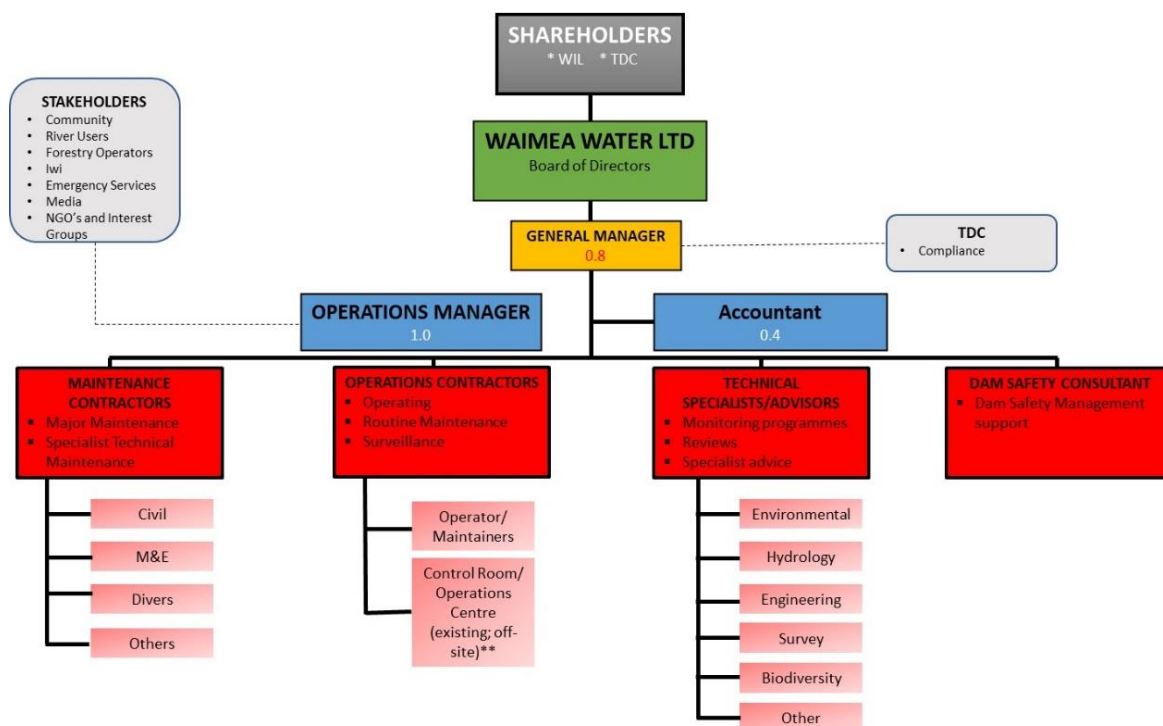 SHAREHOLDERS
* WIL * TDC
STAKEHOLDERS
• Community
• River Users
• Forestry Operators
• Iwi
• Emergency Services
• Media
• NGO's and Interest
Groups
WAIMEA WATER LTD
Board of Directors
GENERAL MANAGER
0.8
TDC
• Compliance
OPERATIONS MANAGER
1.0
Accountant
0.4
MAINTENANCE
CONTRACTORS
▪ Major Maintenance
▪ Specialist Technical
Maintenance
Civil
M&E
Divers
Others
OPERATIONS CONTRACTORS
▪ Operating
▪ Routine Maintenance
▪ Surveillance
Operator/
Maintainers
Control Room/
Operations
Centre
(existing; off-
site)**
TECHNICAL
SPECIALISTS/ADVISORS
▪ Monitoring programmes
▪ Reviews
▪ Specialist advice
Environmental
Hydrology
Engineering
Survey
Biodiversity
Other
DAM SAFETY CONSULTANT
▪ Dam Safety Management
support